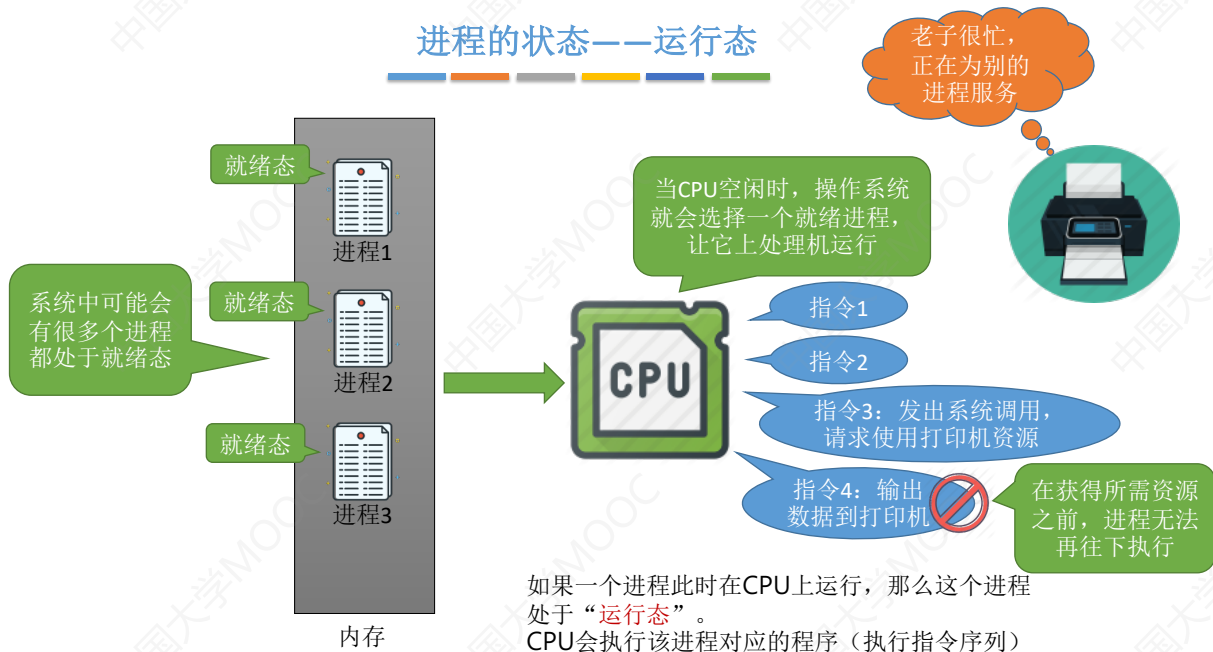 进程的状态——运行态
老子很忙，
正在为别的
进程服务
就绪态
进程1
就绪态
进程2
就绪态
进程3
内存
系统中可能会
有很多个进程
都处于就绪态
当CPU空闲时，操作系统
就会选择一个就绪进程，
让它上处理机运行
CPU
指令1
指令2
指令3：发出系统调用，
请求使用打印机资源
指令4：输出
数据到打印机
在获得所需资源
之前，进程无法
再往下执行
如果一个进程此时在CPU上运行，那么这个进程
处于“运行态”。
CPU会执行该进程对应的程序（执行指令序列）
中国大学MOOC